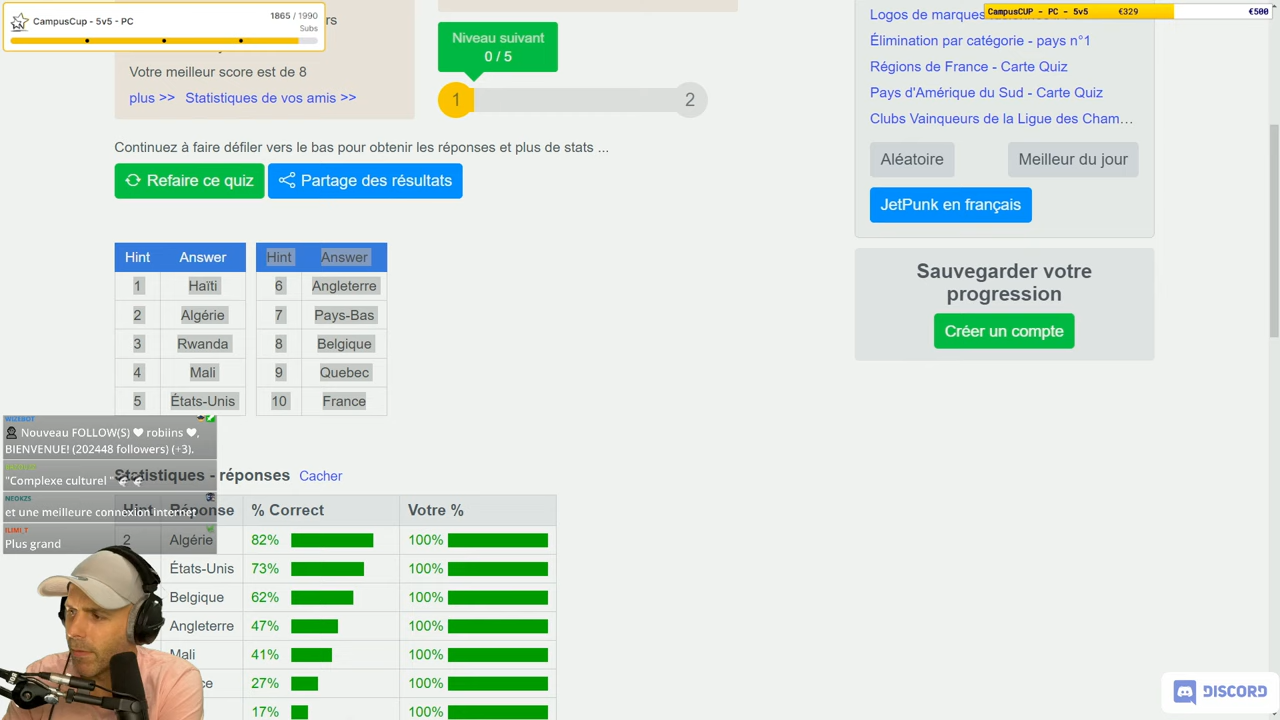 CampusCup - 5v5 - PC
1865 / 1990
Subs
Votre meilleur score est de 8
plus >> Statistiques de vos amis >>
Niveau suivant
0 / 5
1
2
Continuez à faire défiler vers le bas pour obtenir les réponses et plus de stats ...
Refaire ce quiz
Partage des résultats
Hint Answer
1 Haïti
2 Algérie
3 Rwanda
4 Mali
5 États-Unis
Hint Answer
6 Angleterre
7 Pays-Bas
8 Belgique
9 Quebec
10 France
WIZEBOT
Nouveau FOLLOW(S) robiins ,
BIENVENUE! (202448 followers) (+3).
"Complexe culturel "
NEOK25
et une meilleure connexion internet
ILIMI T
Plus grand
Statistiques - réponses Cacher
Hint Réponse % Correct Votre %
2 Algérie 82% 100%
États-Unis 73% 100%
Belgique 62% 100%
Angleterre 47% 100%
Mali 41% 100%
27% 100%
17% 100%
CampusCUP - PC - 5v5 €329 €500
Logos de marques
Élimination par catégorie - pays n°1
Régions de France - Carte Quiz
Pays d'Amérique du Sud - Carte Quiz
Clubs Vainqueurs de la Ligue des Cham...
Aléatoire
Meilleur du jour
JetPunk en français
Sauvegarder votre
progression
Créer un compte
DISCORD